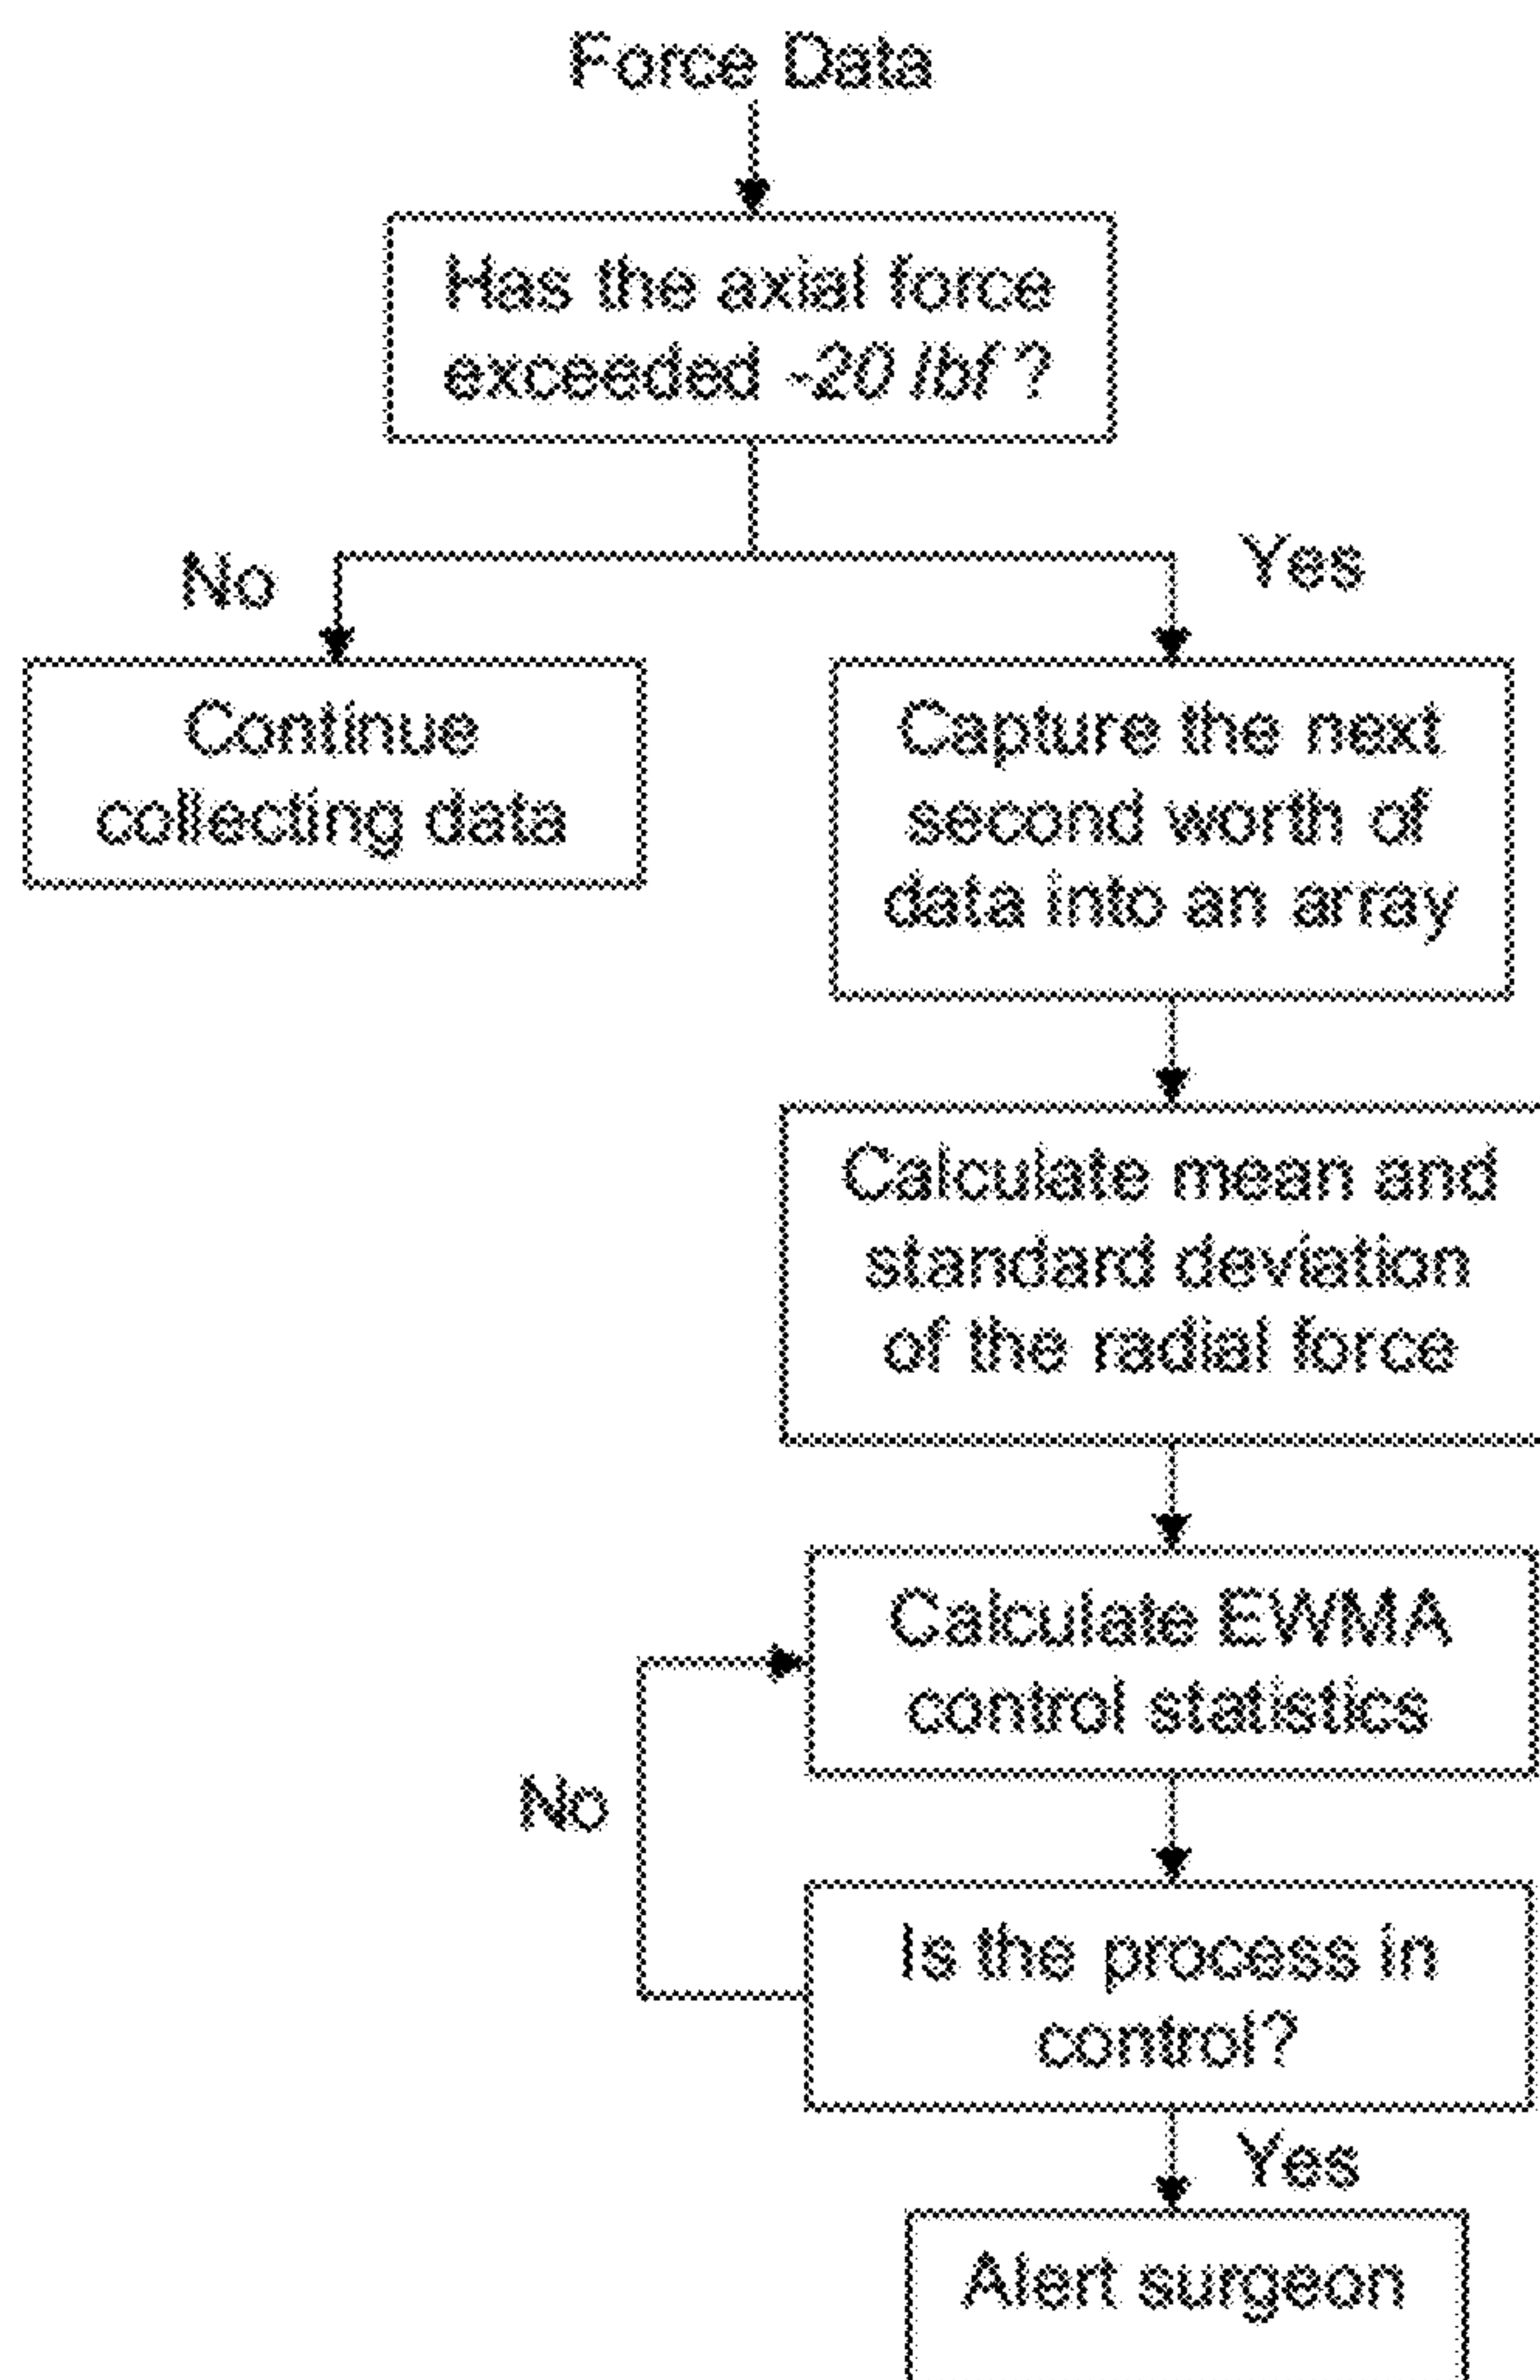 Force Data
Has the axial force
exceeded -20 lbf ?
No
Yes
Continue
collecting data
Capture the next
second worth of
data into an array
Calculate mean and
standard deviation
of the radial force
Calculate EWMA
control statistics
No
Is the process in
control?
Yes
Alert surgeon